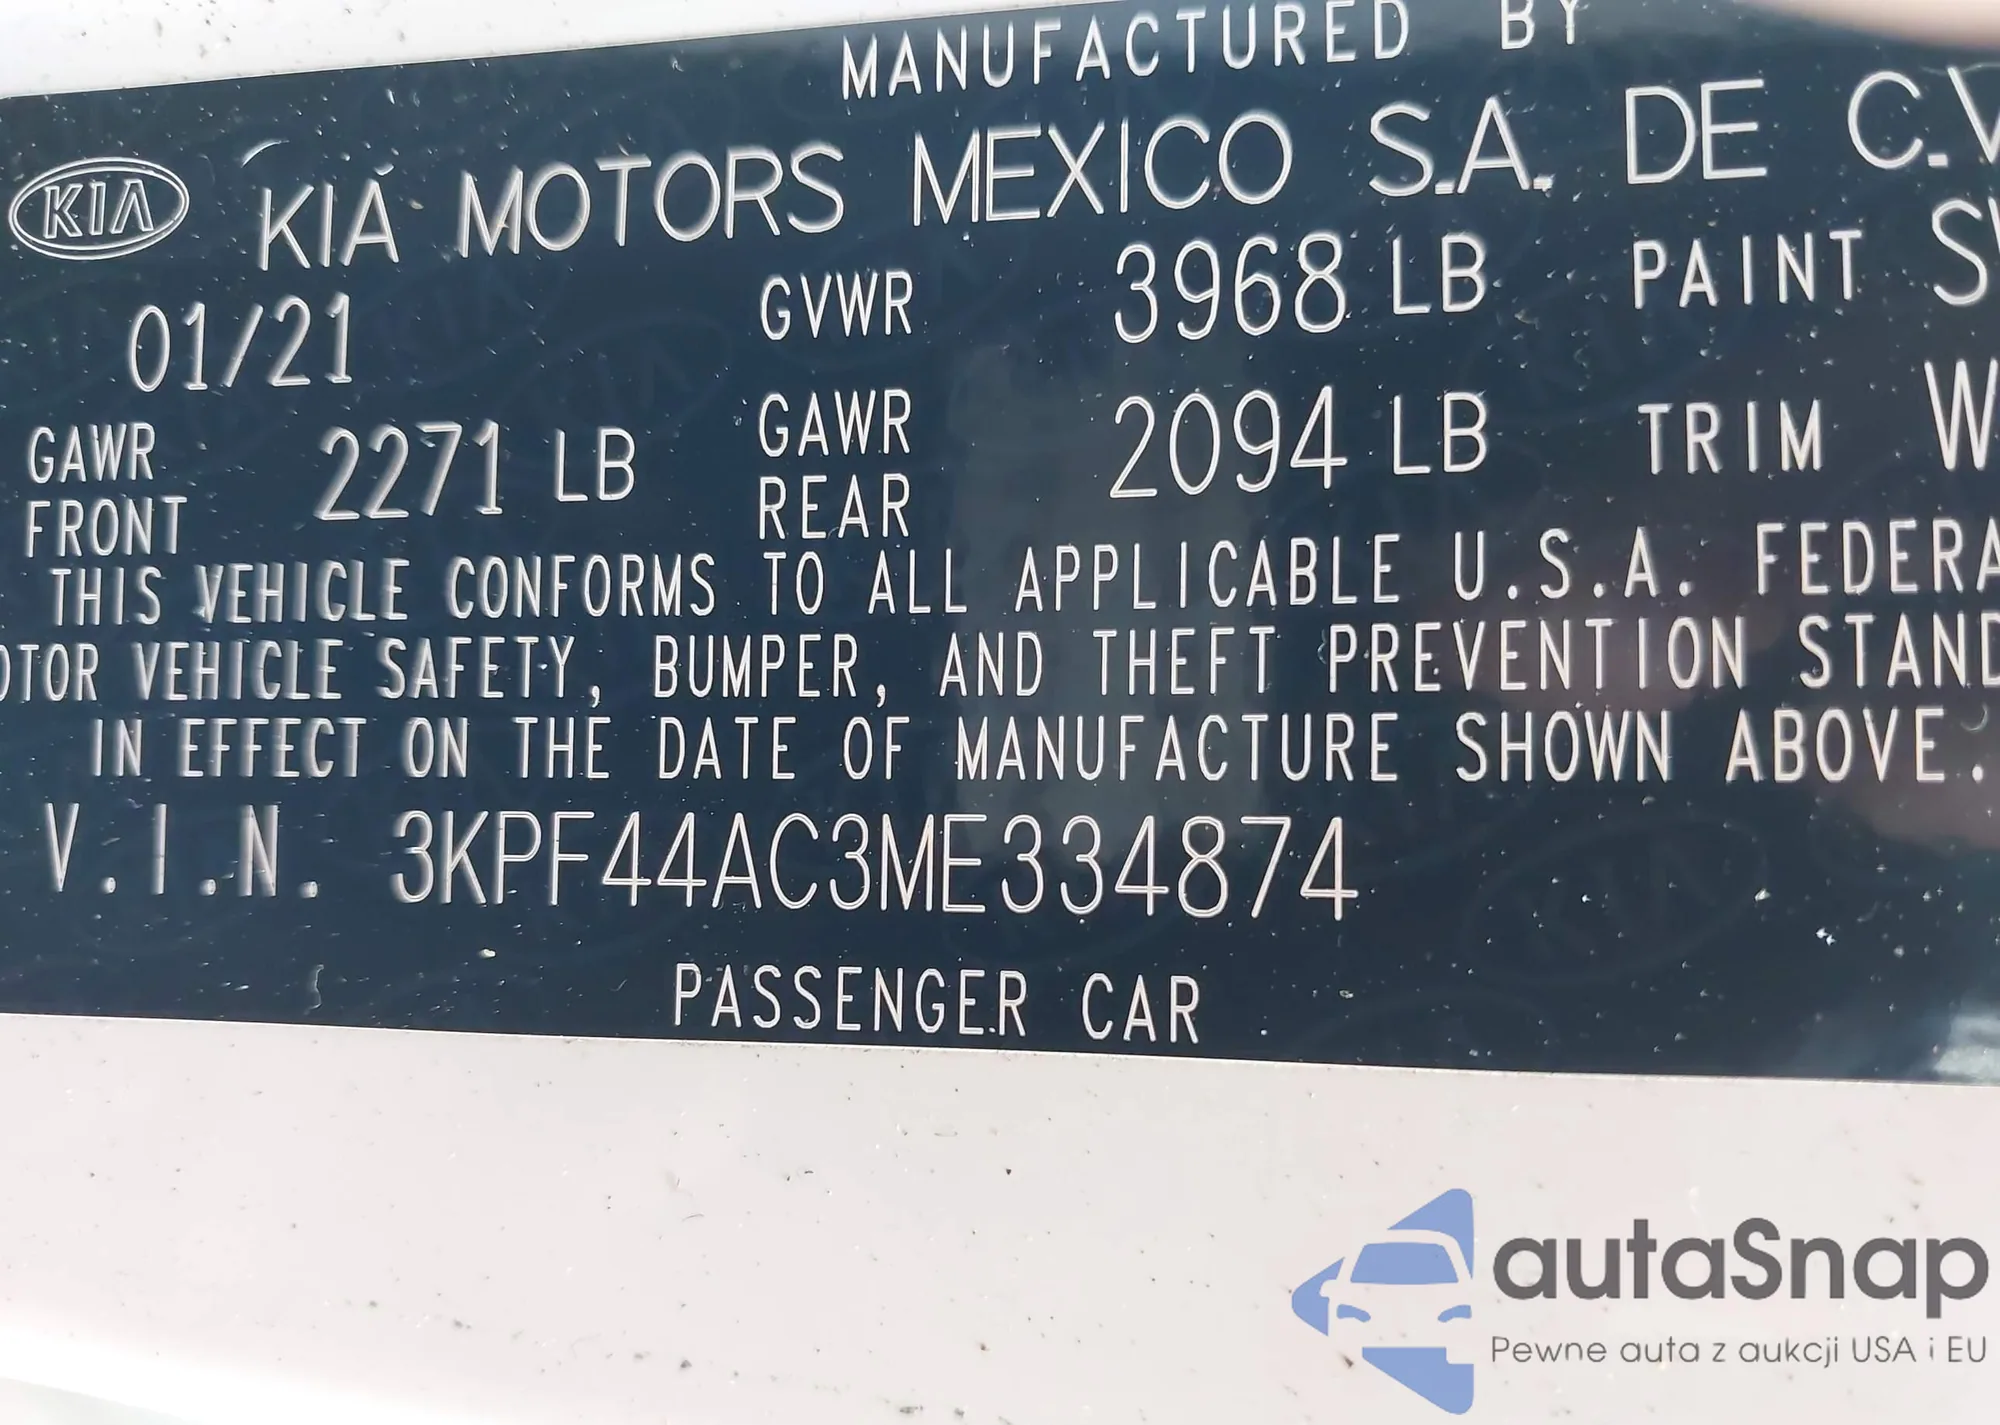 MANUFACTURED BY
KIA KIA MOTORS MEXICO S.A. DE C.V
01/21 GVWR 3968 LB PAINT
GAWR FRONT 2271 LB GAWR REAR 2094 LB TRIM
THIS VEHICLE CONFORMS TO ALL APPLICABLE U.S.A. FEDERA
OTOR VEHICLE SAFETY, BUMPER, AND THEFT PREVENTION STAND
IN EFFECT ON THE DATE OF MANUFACTURE SHOWN ABOVE.
V.I.N. 3KPF44AC3ME334874
PASSENGER CAR
autaSnap
Pewne auta z aukcji USA i EU